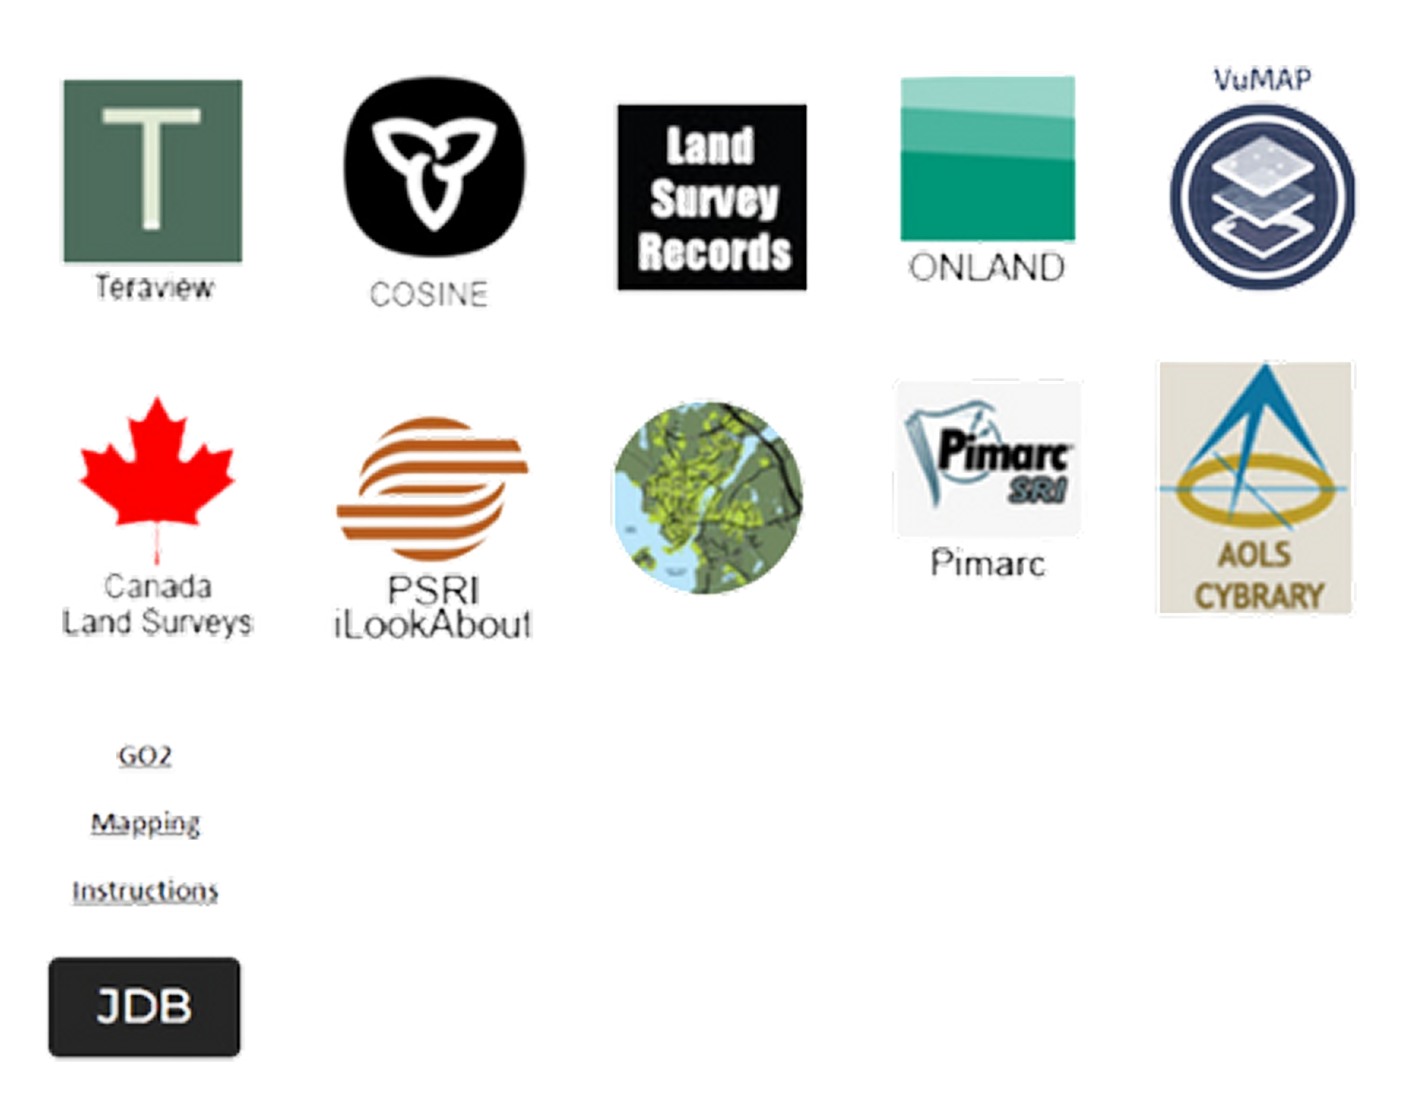 VuMAP
T
Teraview
COSINE
Land
Survey
Records
ONLAND
Canada
Land Surveys
PSRI
iLookAbout
Pimarc
SRI
Pimarc
AOLS
CYBRARY
GO2
Mapping
Instructions
JDB